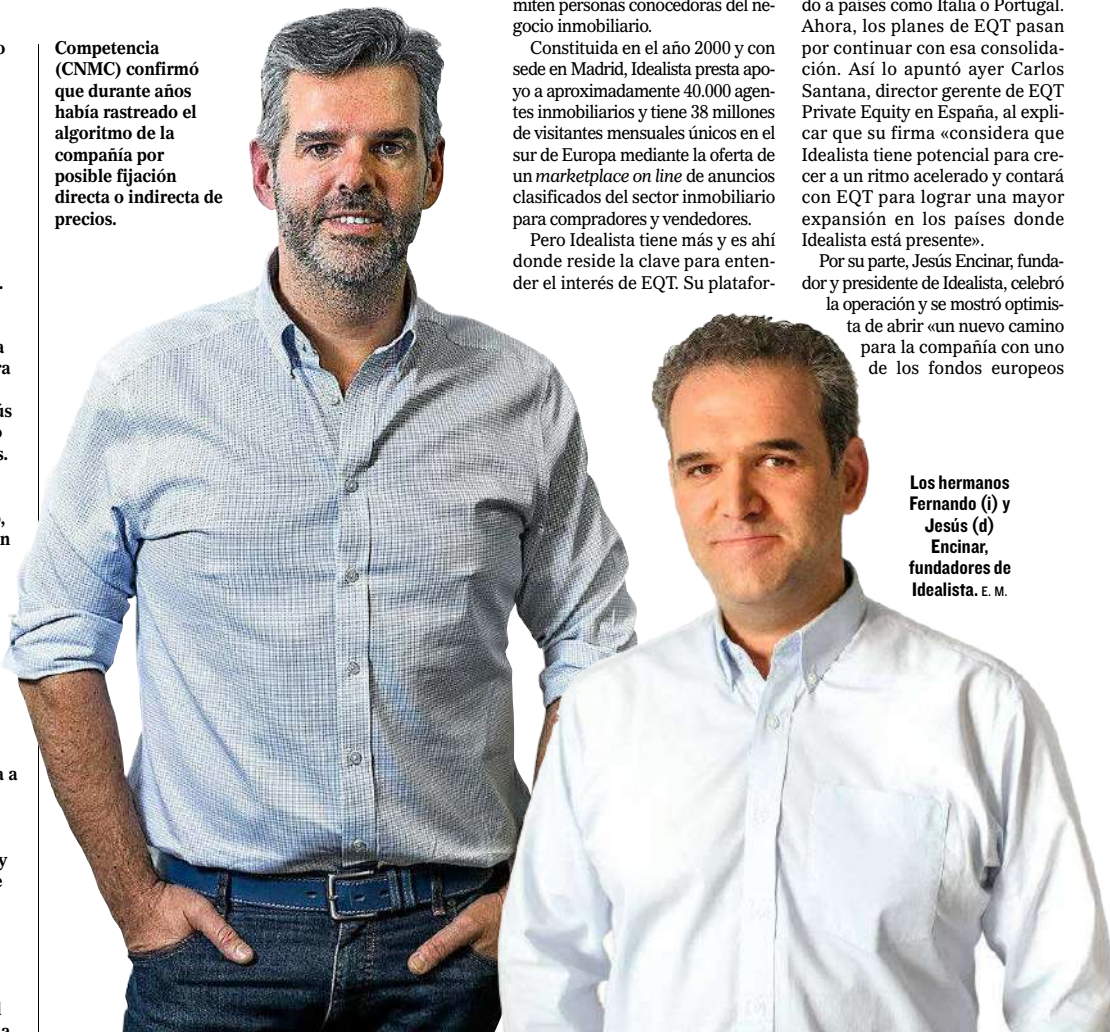 Competencia
(CNMC) confirmó
que durante años
había rastreado el
algoritmo de la
compañía por
posible fijación
directa o indirecta de
precios.
miten personas conocedoras del ne-
gocio inmobiliario.
Constituida en el año 2000 y con
sede en Madrid, Idealista presta apo-
yo a aproximadamente 40.000 agen-
tes inmobiliarios y tiene 38 millones
de visitantes mensuales únicos en el
sur de Europa mediante la oferta de
un marketplace on line de anuncios
clasificados del sector inmobiliario
para compradores y vendedores.
Pero Idealista tiene más y es ahí
donde reside la clave para enten-
der el interés de EQT. Su platafor-
do a países como Italia o Portugal.
Ahora, los planes de EQT pasan
por continuar con esa consolida-
ción. Así lo apuntó ayer Carlos
Santana, director gerente de EQT
Private Equity en España, al expli-
car que su firma «considera que
Idealista tiene potencial para cre-
cer a un ritmo acelerado y contará
con EQT para lograr una mayor
expansión en los países donde
Idealista está presente».
Por su parte, Jesús Encinar, funda-
dor y presidente de Idealista, celebró
la operación y se mostró optimis-
ta de abrir «un nuevo camino
para la compañía con uno
de los fondos europeos
Los hermanos
Fernando (i) y
Jesús (d)
Encinar,
fundadores de
Idealista. E. M.